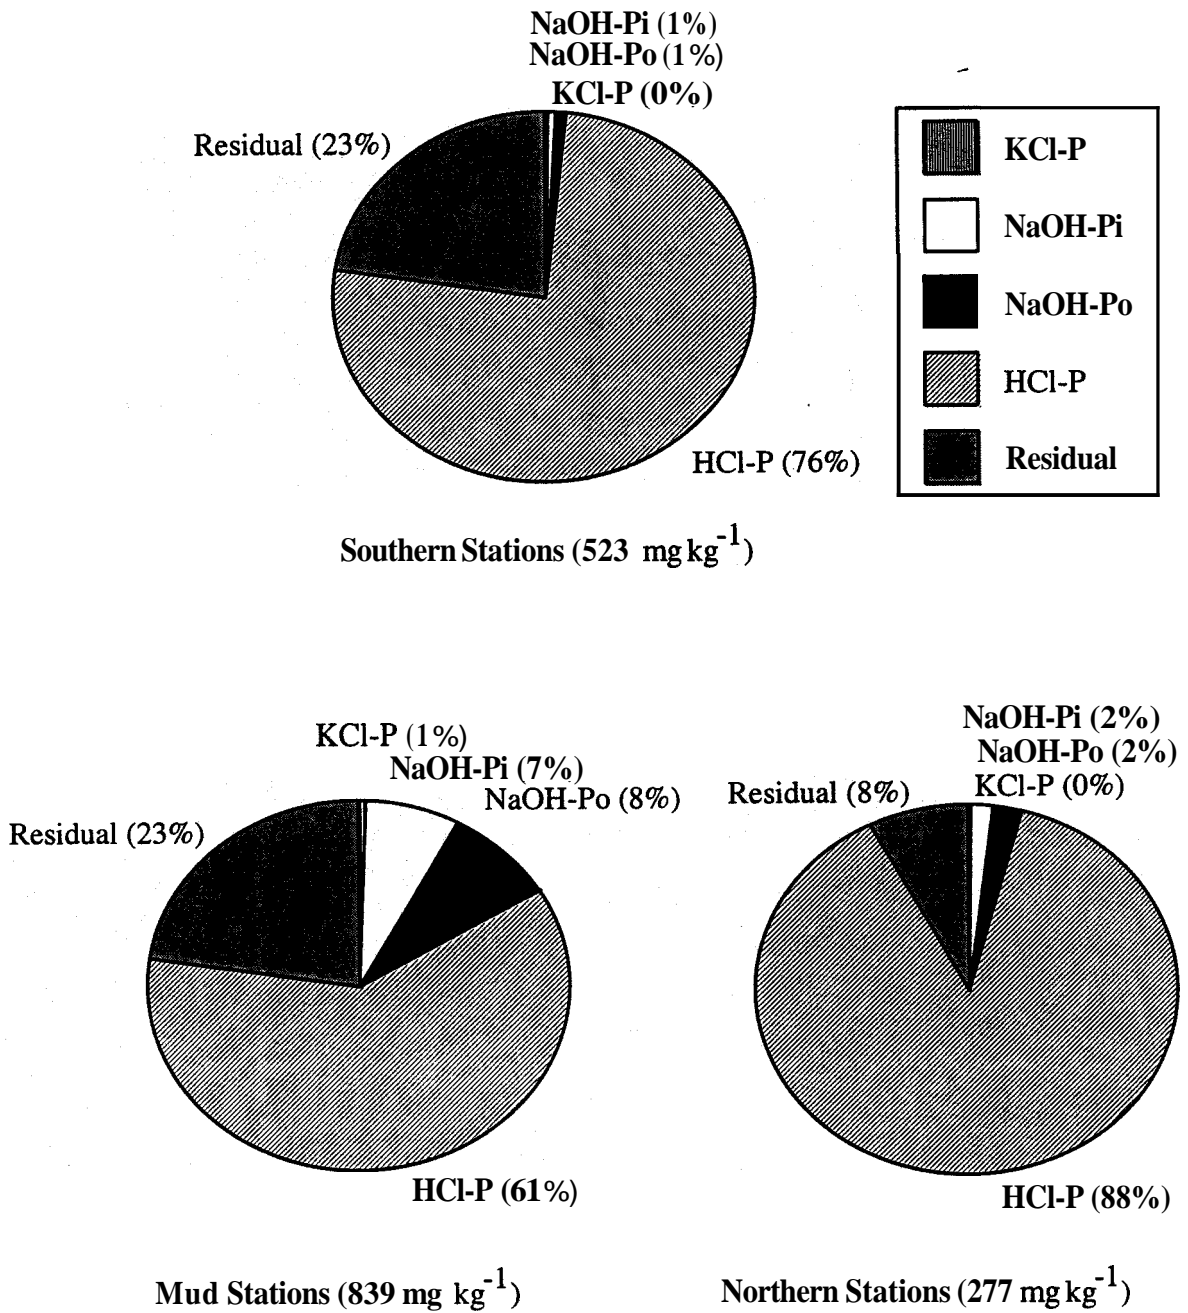 NaOH-Pi (1%)
NaOH-Po (1%)
KCl-P (0%)
Residual (23%)
HCl-P (76%)
KCl-P
NaOH-Pi
NaOH-Po
HCl-P
Residual
Southern Stations (523 mg kg-1)
KCl-P (1%)
NaOH-Pi (7%)
NaOH-Po (8%)
Residual (23%)
HCl-P (61%)
Mud Stations (839 mg kg-1)
NaOH-Pi (2%)
NaOH-Po (2%)
KCl-P (0%)
Residual (8%)
HCl-P (88%)
Northern Stations (277 mg kg-1)